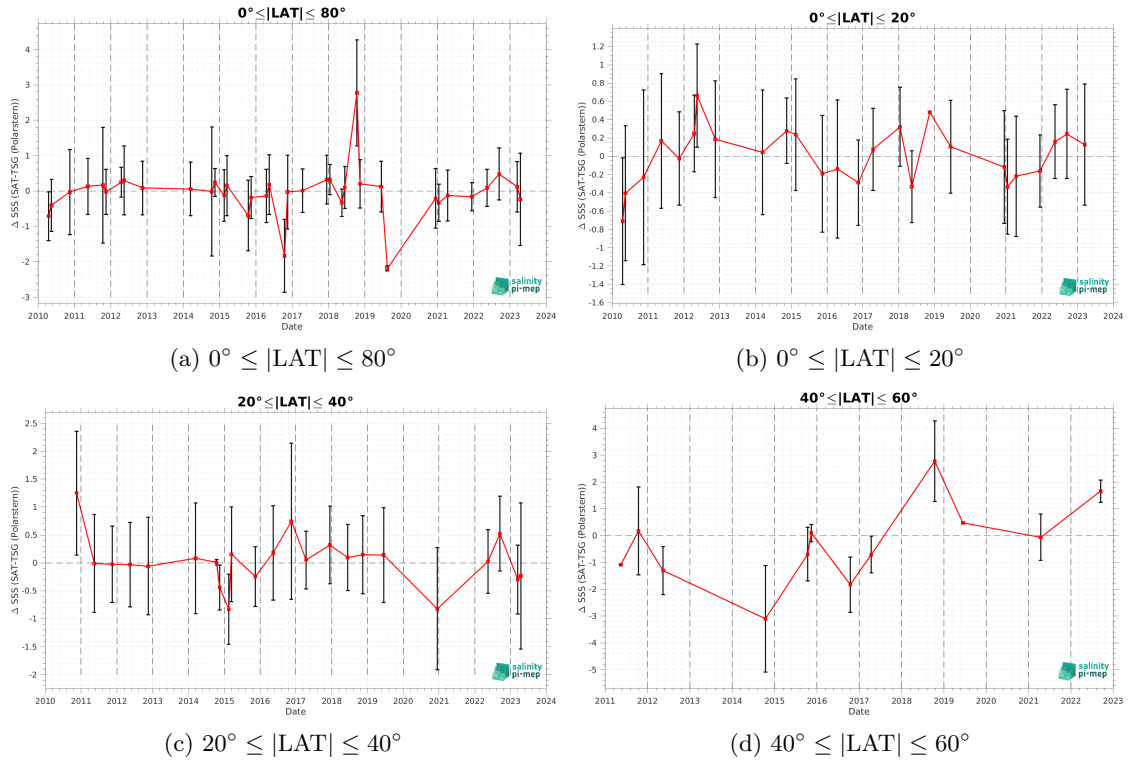 0°≤|LAT|≤ 80°
Δ SSS (SAT-TSG (Polarstern))
4
3
2
1
0
-1
-2
-3
2010 2011 2012 2013 2014 2015 2016 2017 2018 2019 2020 2021 2022 2023 2024
Date
salinity
pi-mep
(a) 0° ≤ |LAT| ≤ 80°
0°≤|LAT|≤ 20°
Δ SSS (SAT-TSG (Polarstern))
1.2
1
0.8
0.6
0.4
0.2
0
-0.2
-0.4
-0.6
-0.8
-1
-1.2
-1.4
-1.6
2010 2011 2012 2013 2014 2015 2016 2017 2018 2019 2020 2021 2022 2023 2024
Date
salinity
pi-mep
(b) 0° ≤ |LAT| ≤ 20°
20°≤|LAT|≤ 40°
Δ SSS (SAT-TSG (Polarstern))
2.5
2
1.5
1
0.5
0
-0.5
-1
-1.5
-2
2010 2011 2012 2013 2014 2015 2016 2017 2018 2019 2020 2021 2022 2023 2024
Date
salinity
pi-mep
(c) 20° ≤ |LAT| ≤ 40°
40°≤|LAT|≤ 60°
Δ SSS (SAT-TSG (Polarstern))
4
3
2
1
0
-1
-2
-3
-4
-5
2011 2012 2013 2014 2015 2016 2017 2018 2019 2020 2021 2022 2023
Date
salinity
pi-mep
(d) 40° ≤ |LAT| ≤ 60°